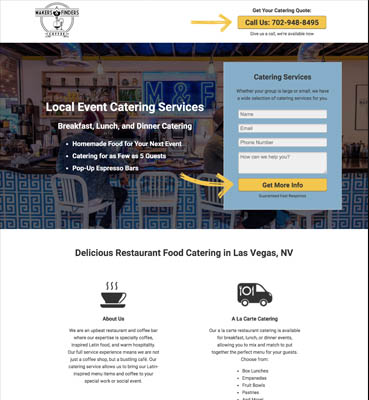 MAKERS & FINDERS
COFFEE
Get Your Catering Quote:
Call Us: 702-948-8495
Give us a call, we're available now
M & F
Local Event Catering Services
Breakfast, Lunch, and Dinner Catering
Homemade Food for Your Next Event
Catering for as Few as 5 Guests
Pop-Up Espresso Bars
Catering Services
Whether your group is large or small, we have
a wide selection of catering services for you.
Name
Email
Phone Number
How can we help you?
Get More Info
Guaranteed Fast Response
Delicious Restaurant Food Catering in Las Vegas, NV
About Us
We are an upbeat restaurant and coffee bar
where our expertise is specialty coffee,
inspired Latin food, and warm hospitality.
Our full service experience means we are not
just a coffee shop, but a bustling café. Our
catering service allows us to bring our Latin-
inspired menu items and coffee to your
special work or social event.
A La Carte Catering
Our a la carte restaurant catering is available
for breakfast, lunch, or dinner events,
allowing you to mix and match to put
together the perfect menu for your guests.
Choose from:
Box Lunches
Empanadas
Fruit Bowls
Pastries
And More!